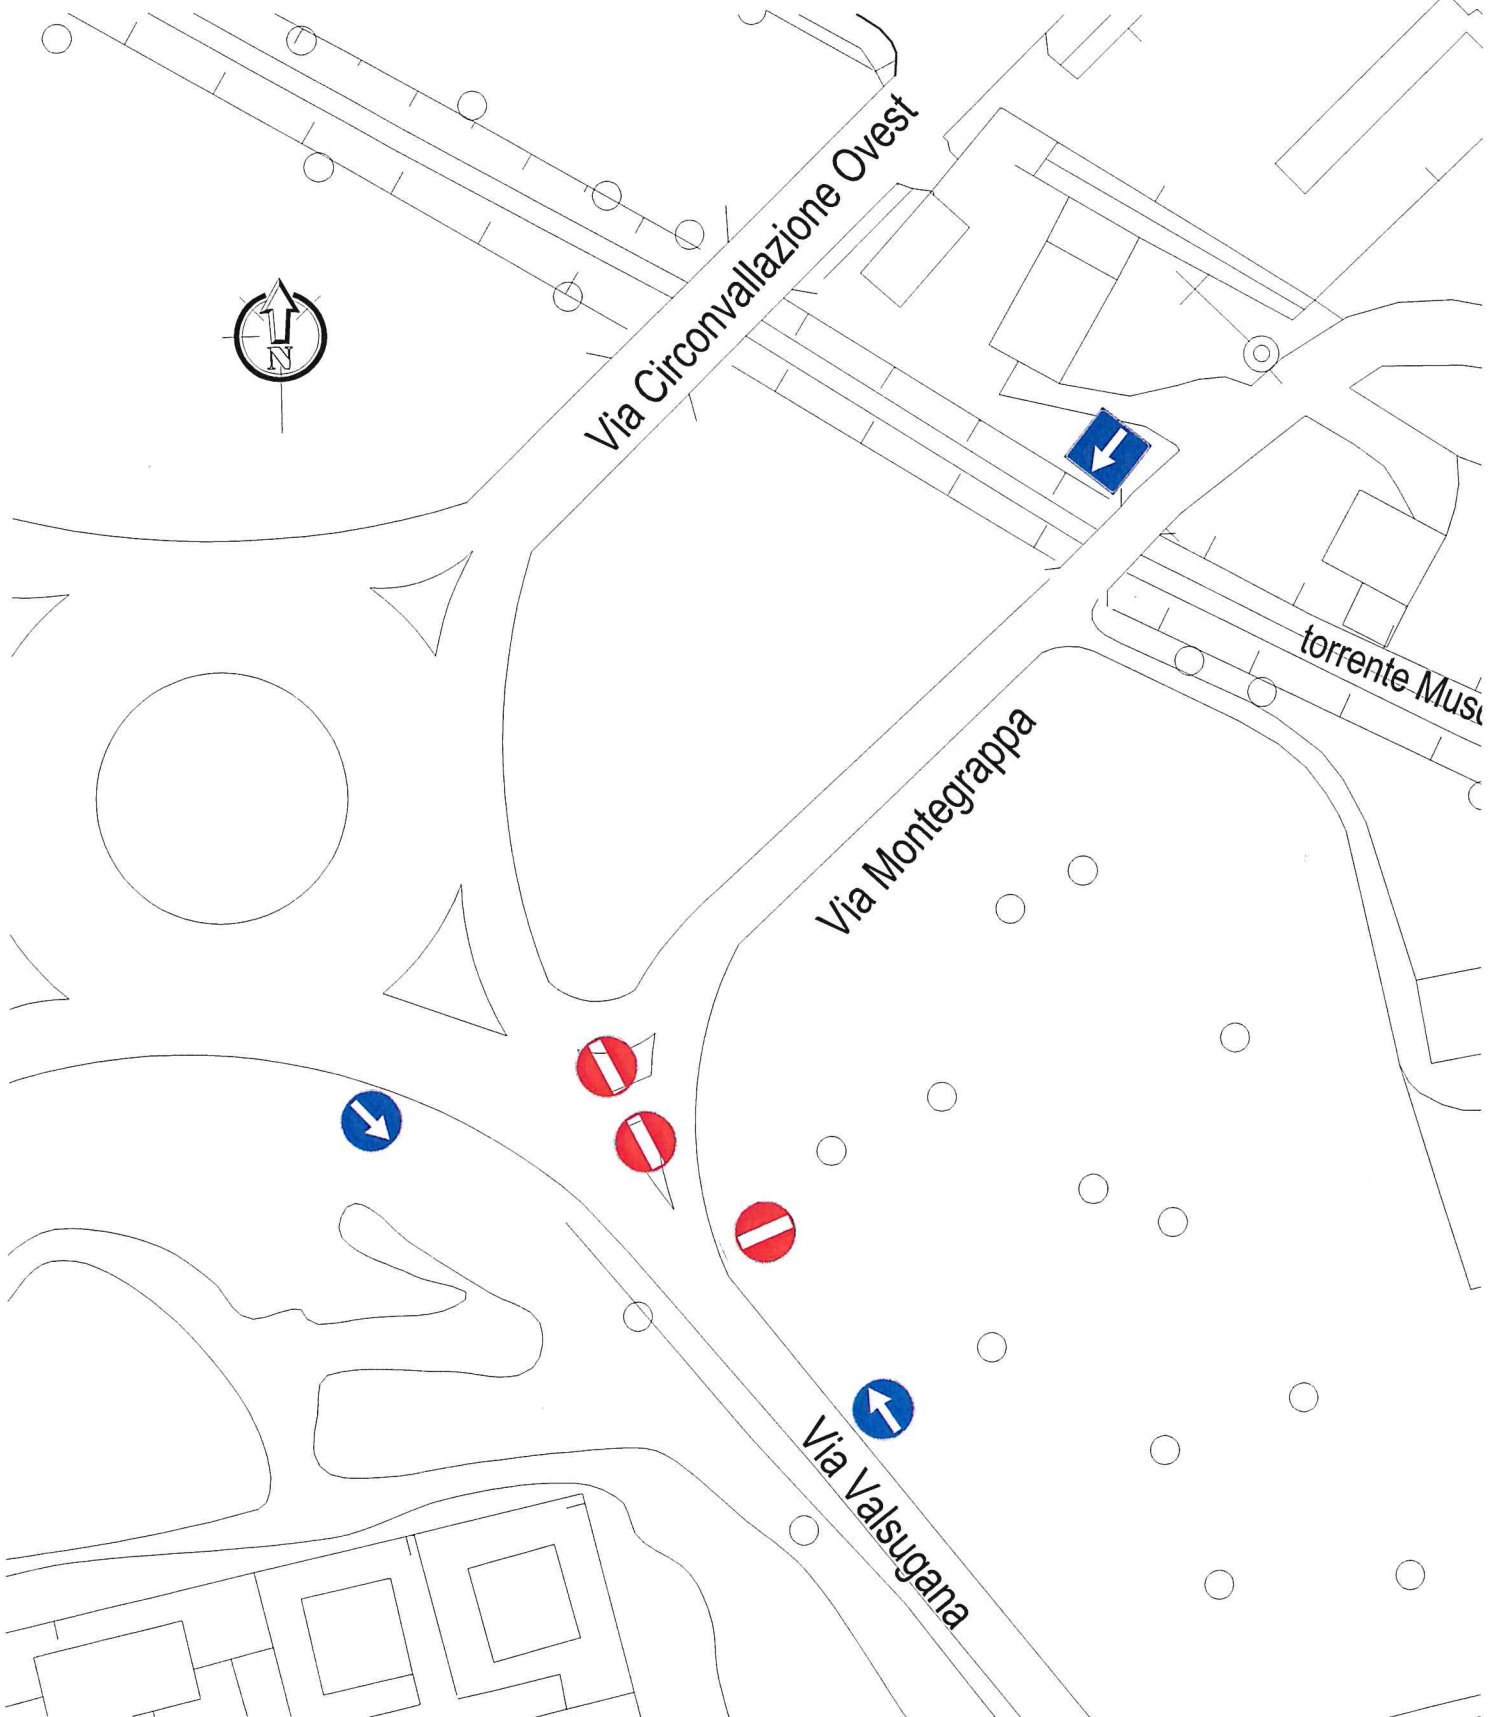 Via Circonvallazione Ovest
N
torrente Mus
Via Montegrappa
Via Valsugana